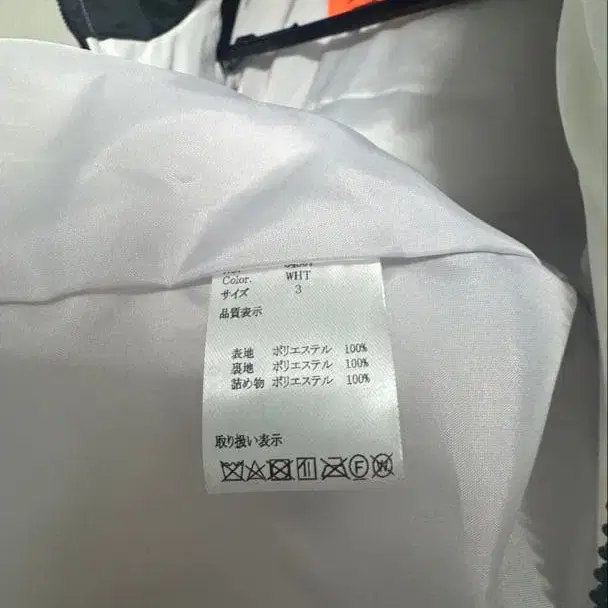 Color. WHT
サイズ 3
品質表示
表地 ポリエステル 100%
裏地 ポリエステル 100%
詰め物 ポリエステル 100%
取り扱い表示
F
W